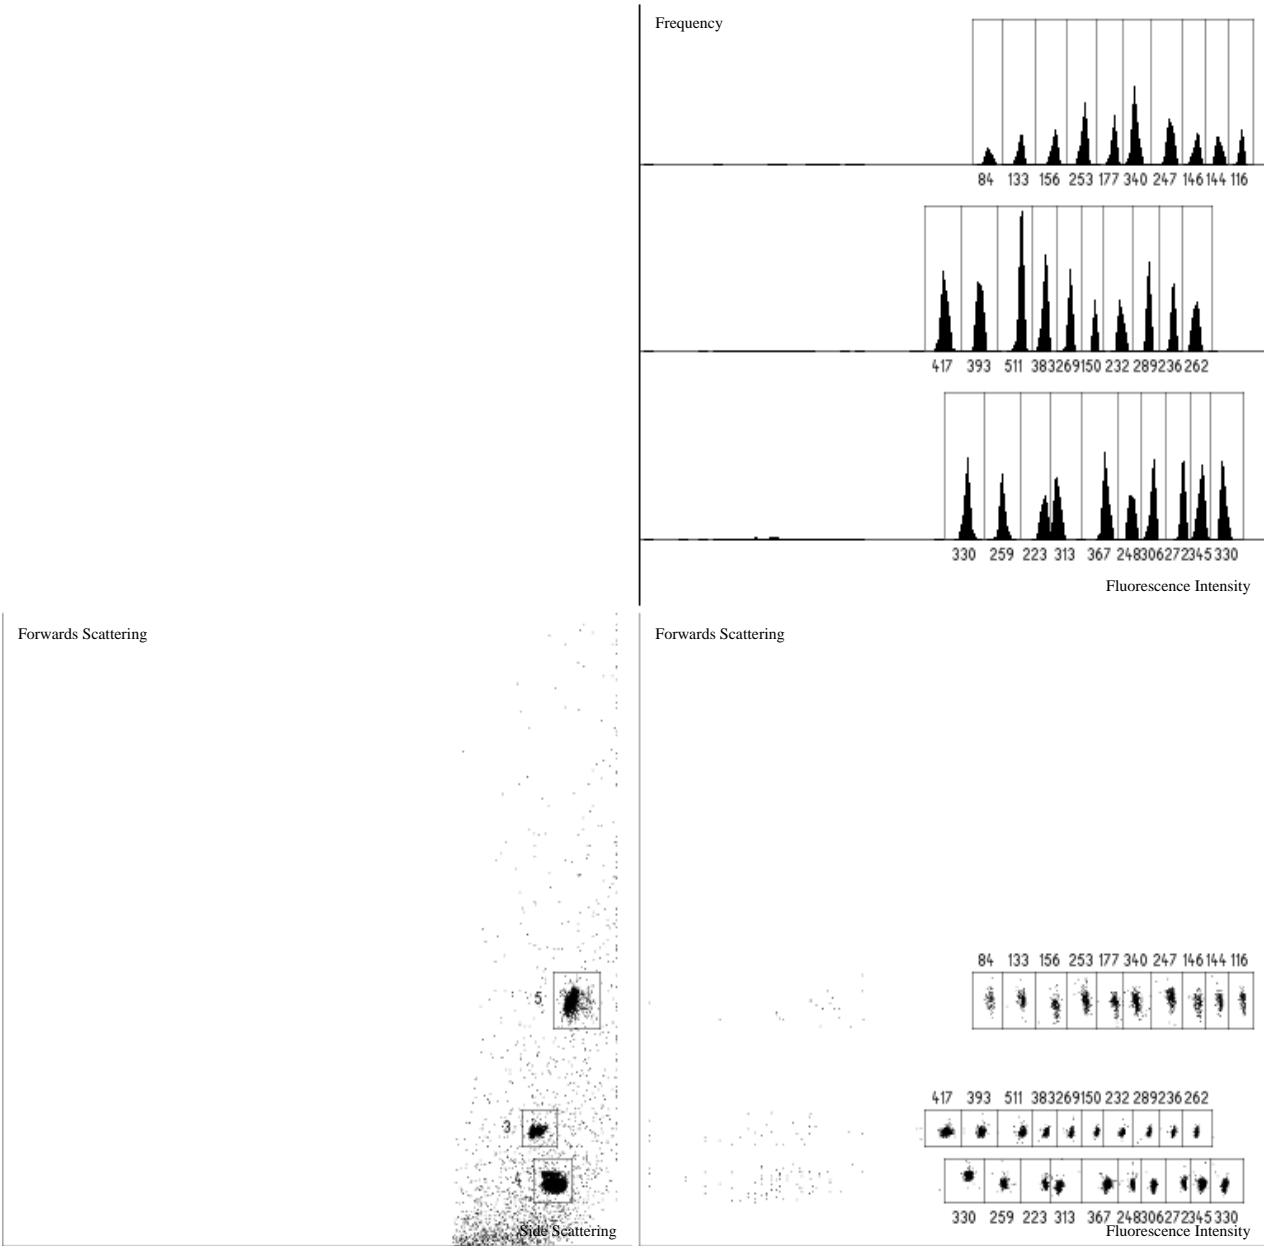 Frequency
84 133 156 253 177 340 247 146 144 116
417 393 511 383 269 150 232 289 236 262
330 259 223 313 367 248 306 272 345 330
Fluorescence Intensity
Forwards Scattering
5
3
4
Side Scattering
Forwards Scattering
84 133 156 253 177 340 247 146 144 116
417 393 511 383 269 150 232 289 236 262
330 259 223 313 367 248 306 272 345 330
Fluorescence Intensity